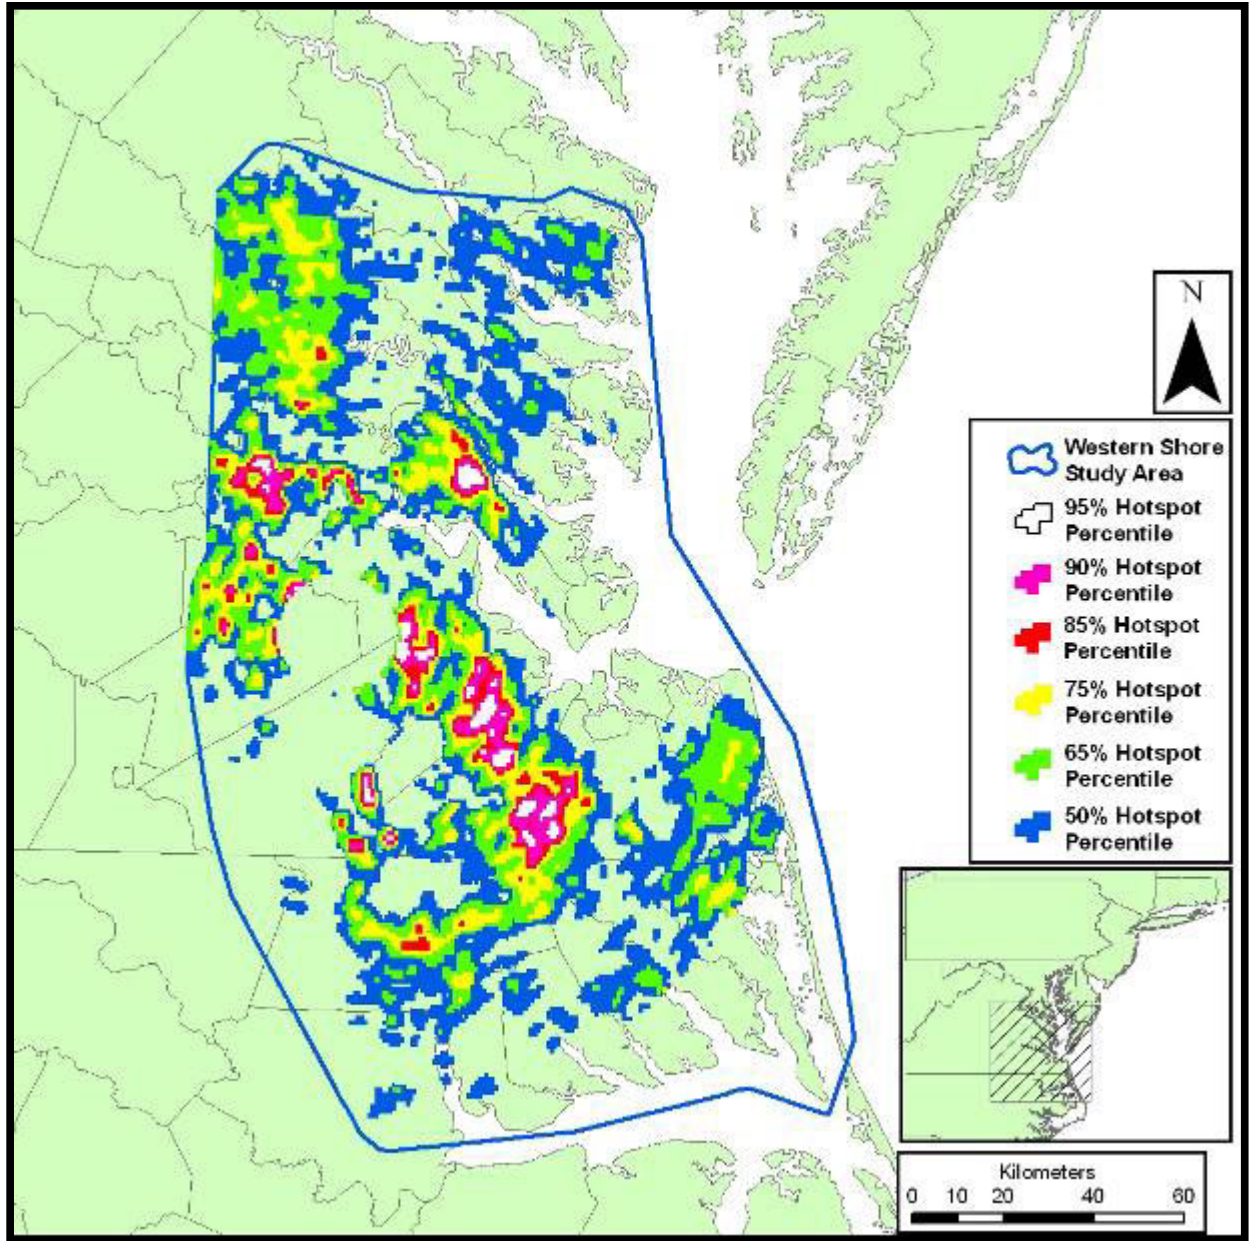 N
Western Shore
Study Area
95% Hotspot
Percentile
90% Hotspot
Percentile
85% Hotspot
Percentile
75% Hotspot
Percentile
65% Hotspot
Percentile
50% Hotspot
Percentile
Kilometers
0 10 20 40 60